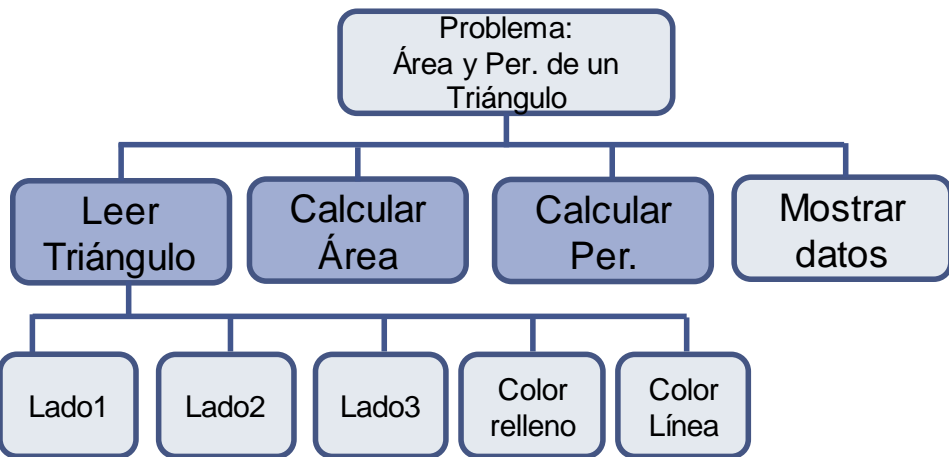 Problema:
Área y Per. de un
Triángulo
Leer
Triángulo
Calcular
Área
Calcular
Per.
Mostrar
datos
Lado1
Lado2
Lado3
Color
relleno
Color
Línea